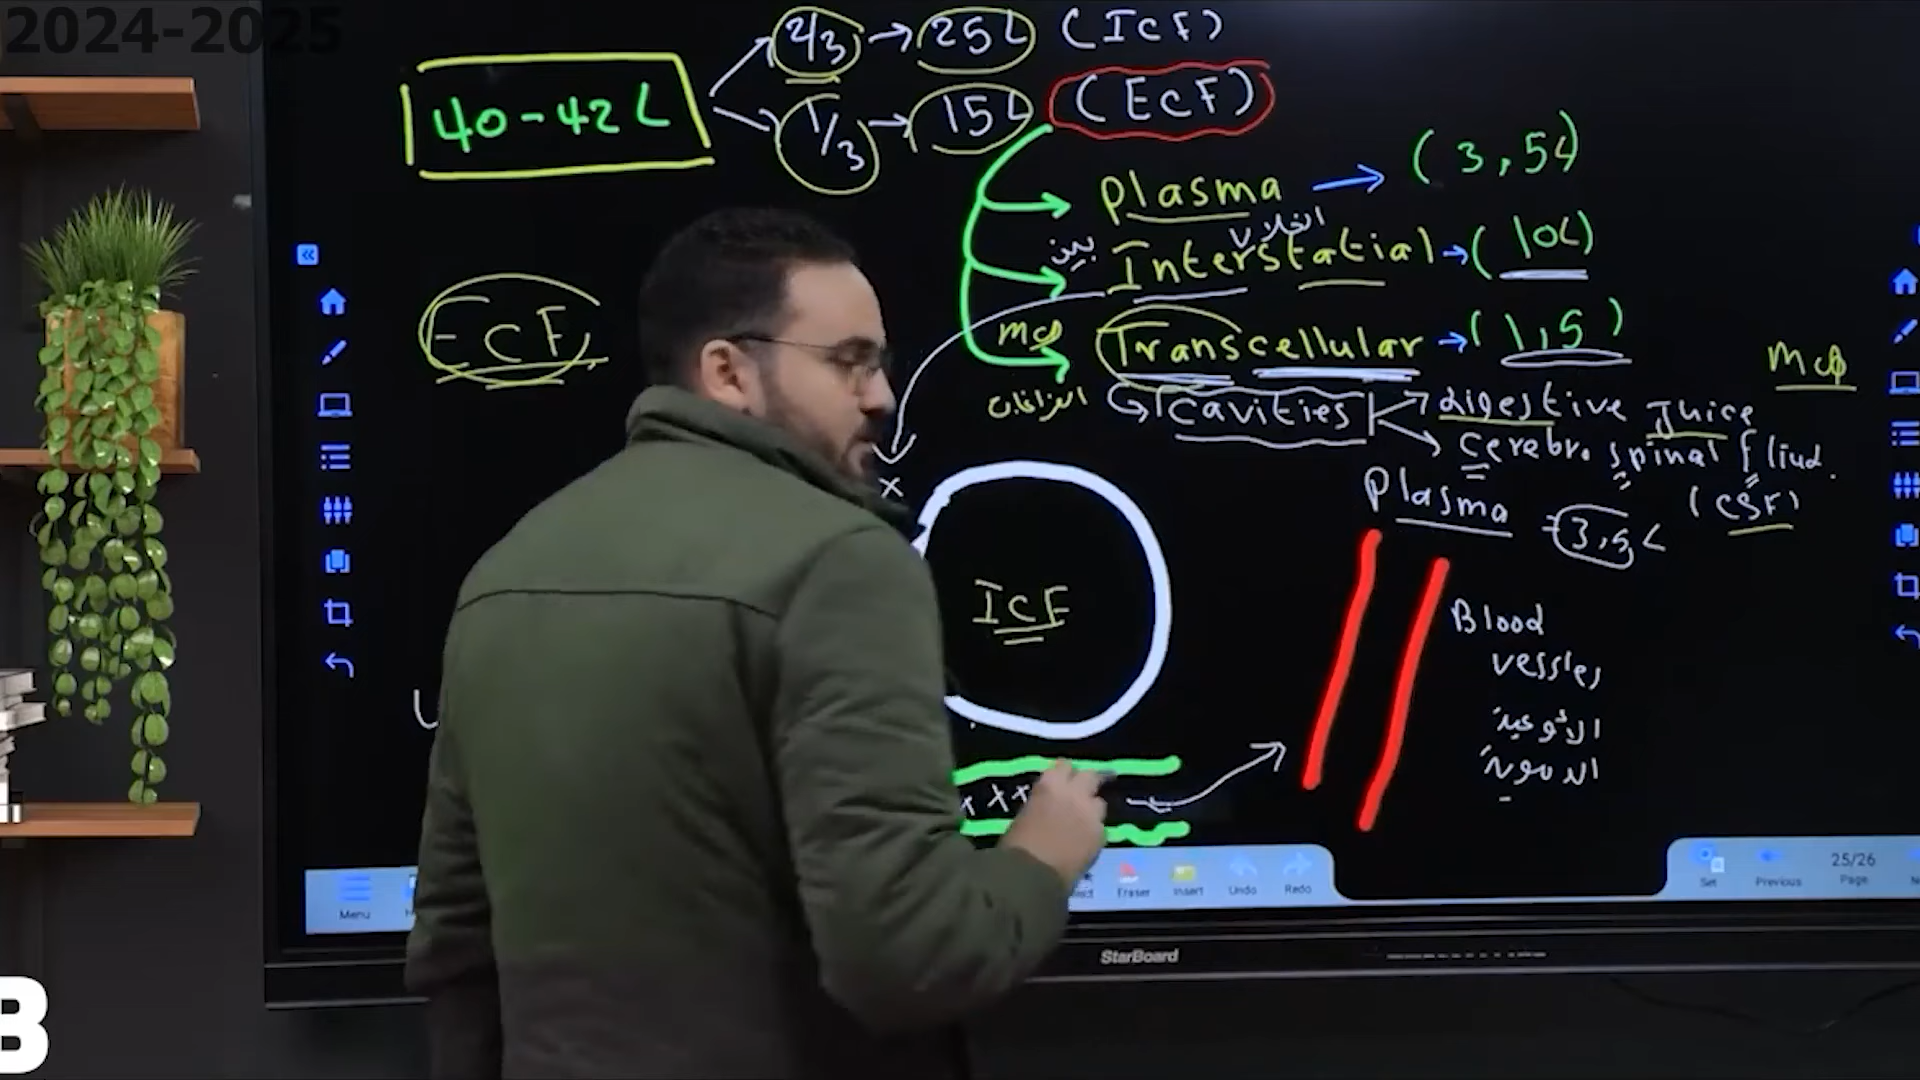 2024-2025
40-42L
2/3 → 25L (ICF)
1/3 → 15L (ECF)
Plasma → (3,5L)
بين الخلايا
Interstatial → (10L)
ECF
MCQ
Transcellular → (1,5)
MCQ
الفراغات
cavities
digestive Juice
cerebro spinal fliud.
(CSF)
Plasma = 3,5L
x
ICF
Blood
vessles
الأوعية
الدموية
x x x
Menu
Eraser
Insert
Undo
Redo
Set
Previous
25/26
Page
StarBoard
B